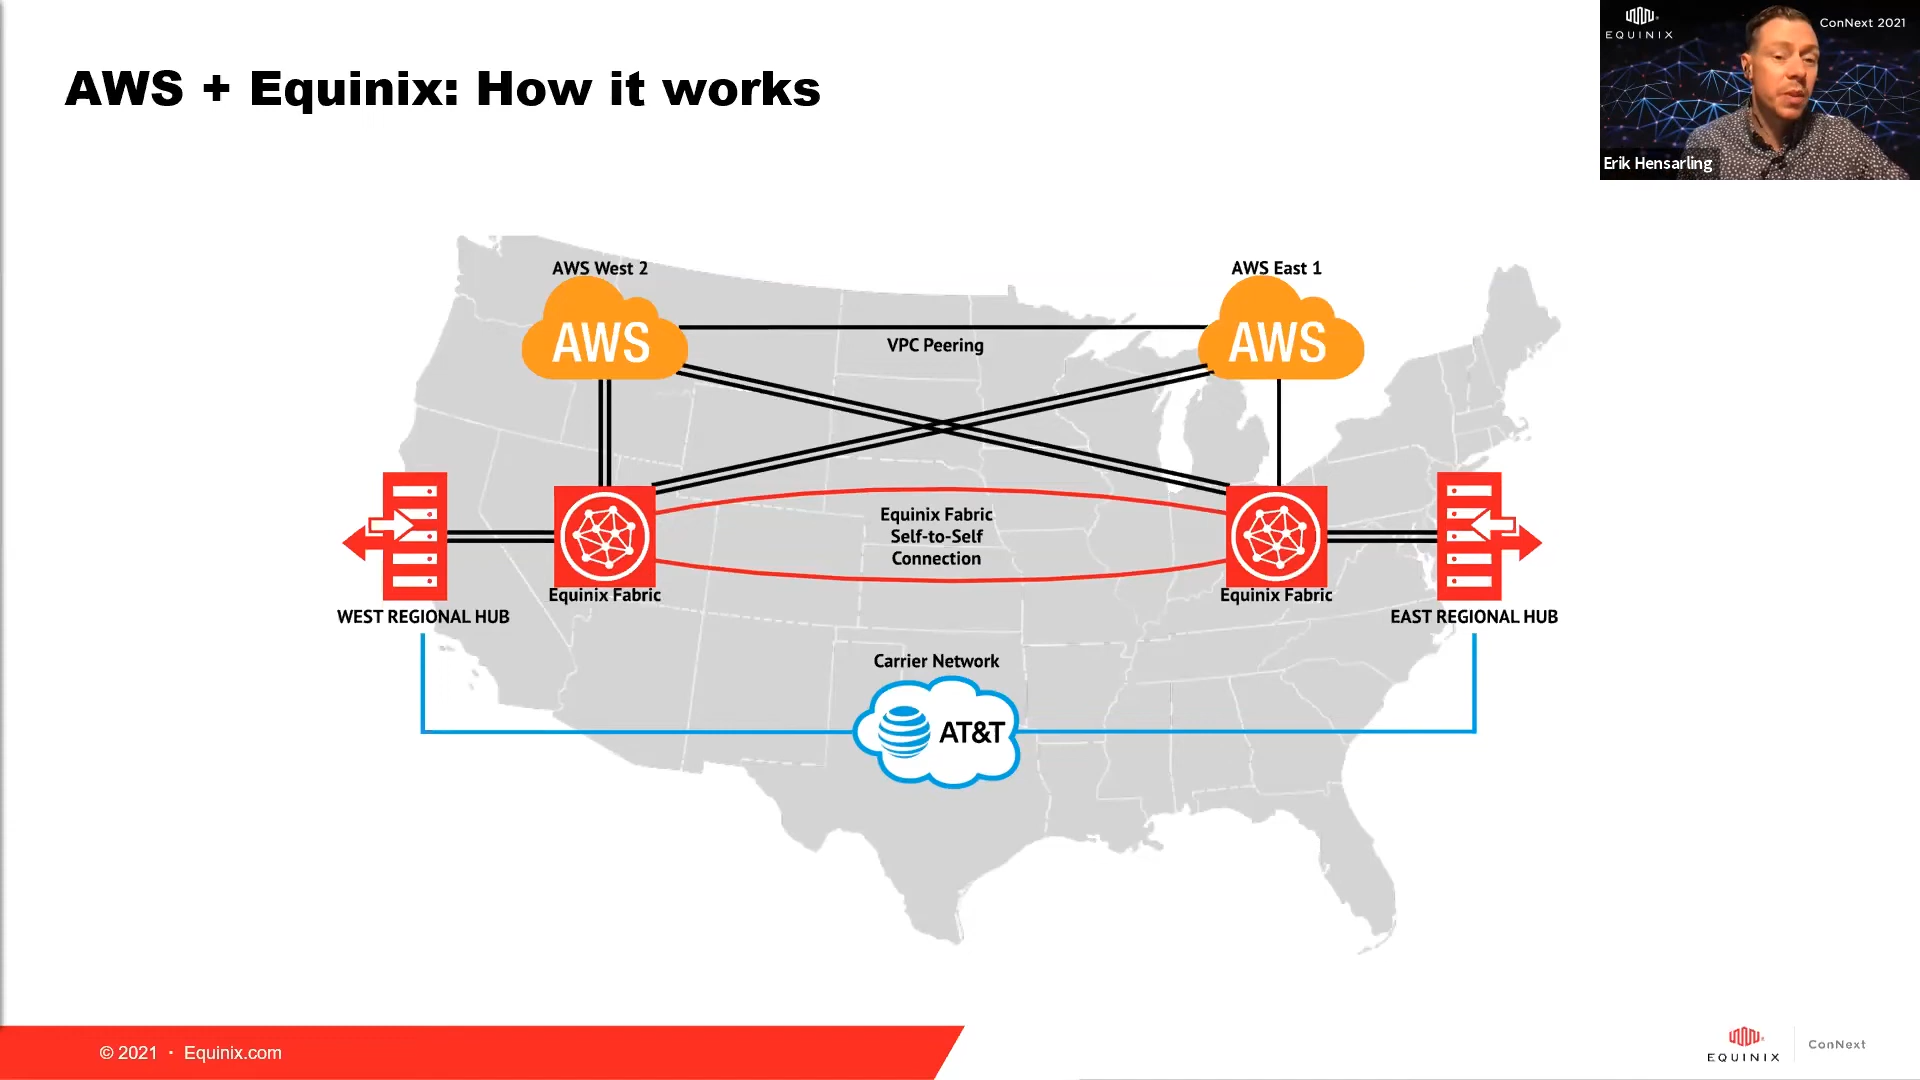 EQUINIX
ConNext 2021
Erik Hensarling
AWS + Equinix: How it works
AWS West 2
AWS East 1
AWS
AWS
VPC Peering
Equinix Fabric
Self-to-Self
Connection
Equinix Fabric
Equinix Fabric
WEST REGIONAL HUB
EAST REGIONAL HUB
Carrier Network
AT&T
© 2021 · Equinix.com
EQUINIX
ConNext